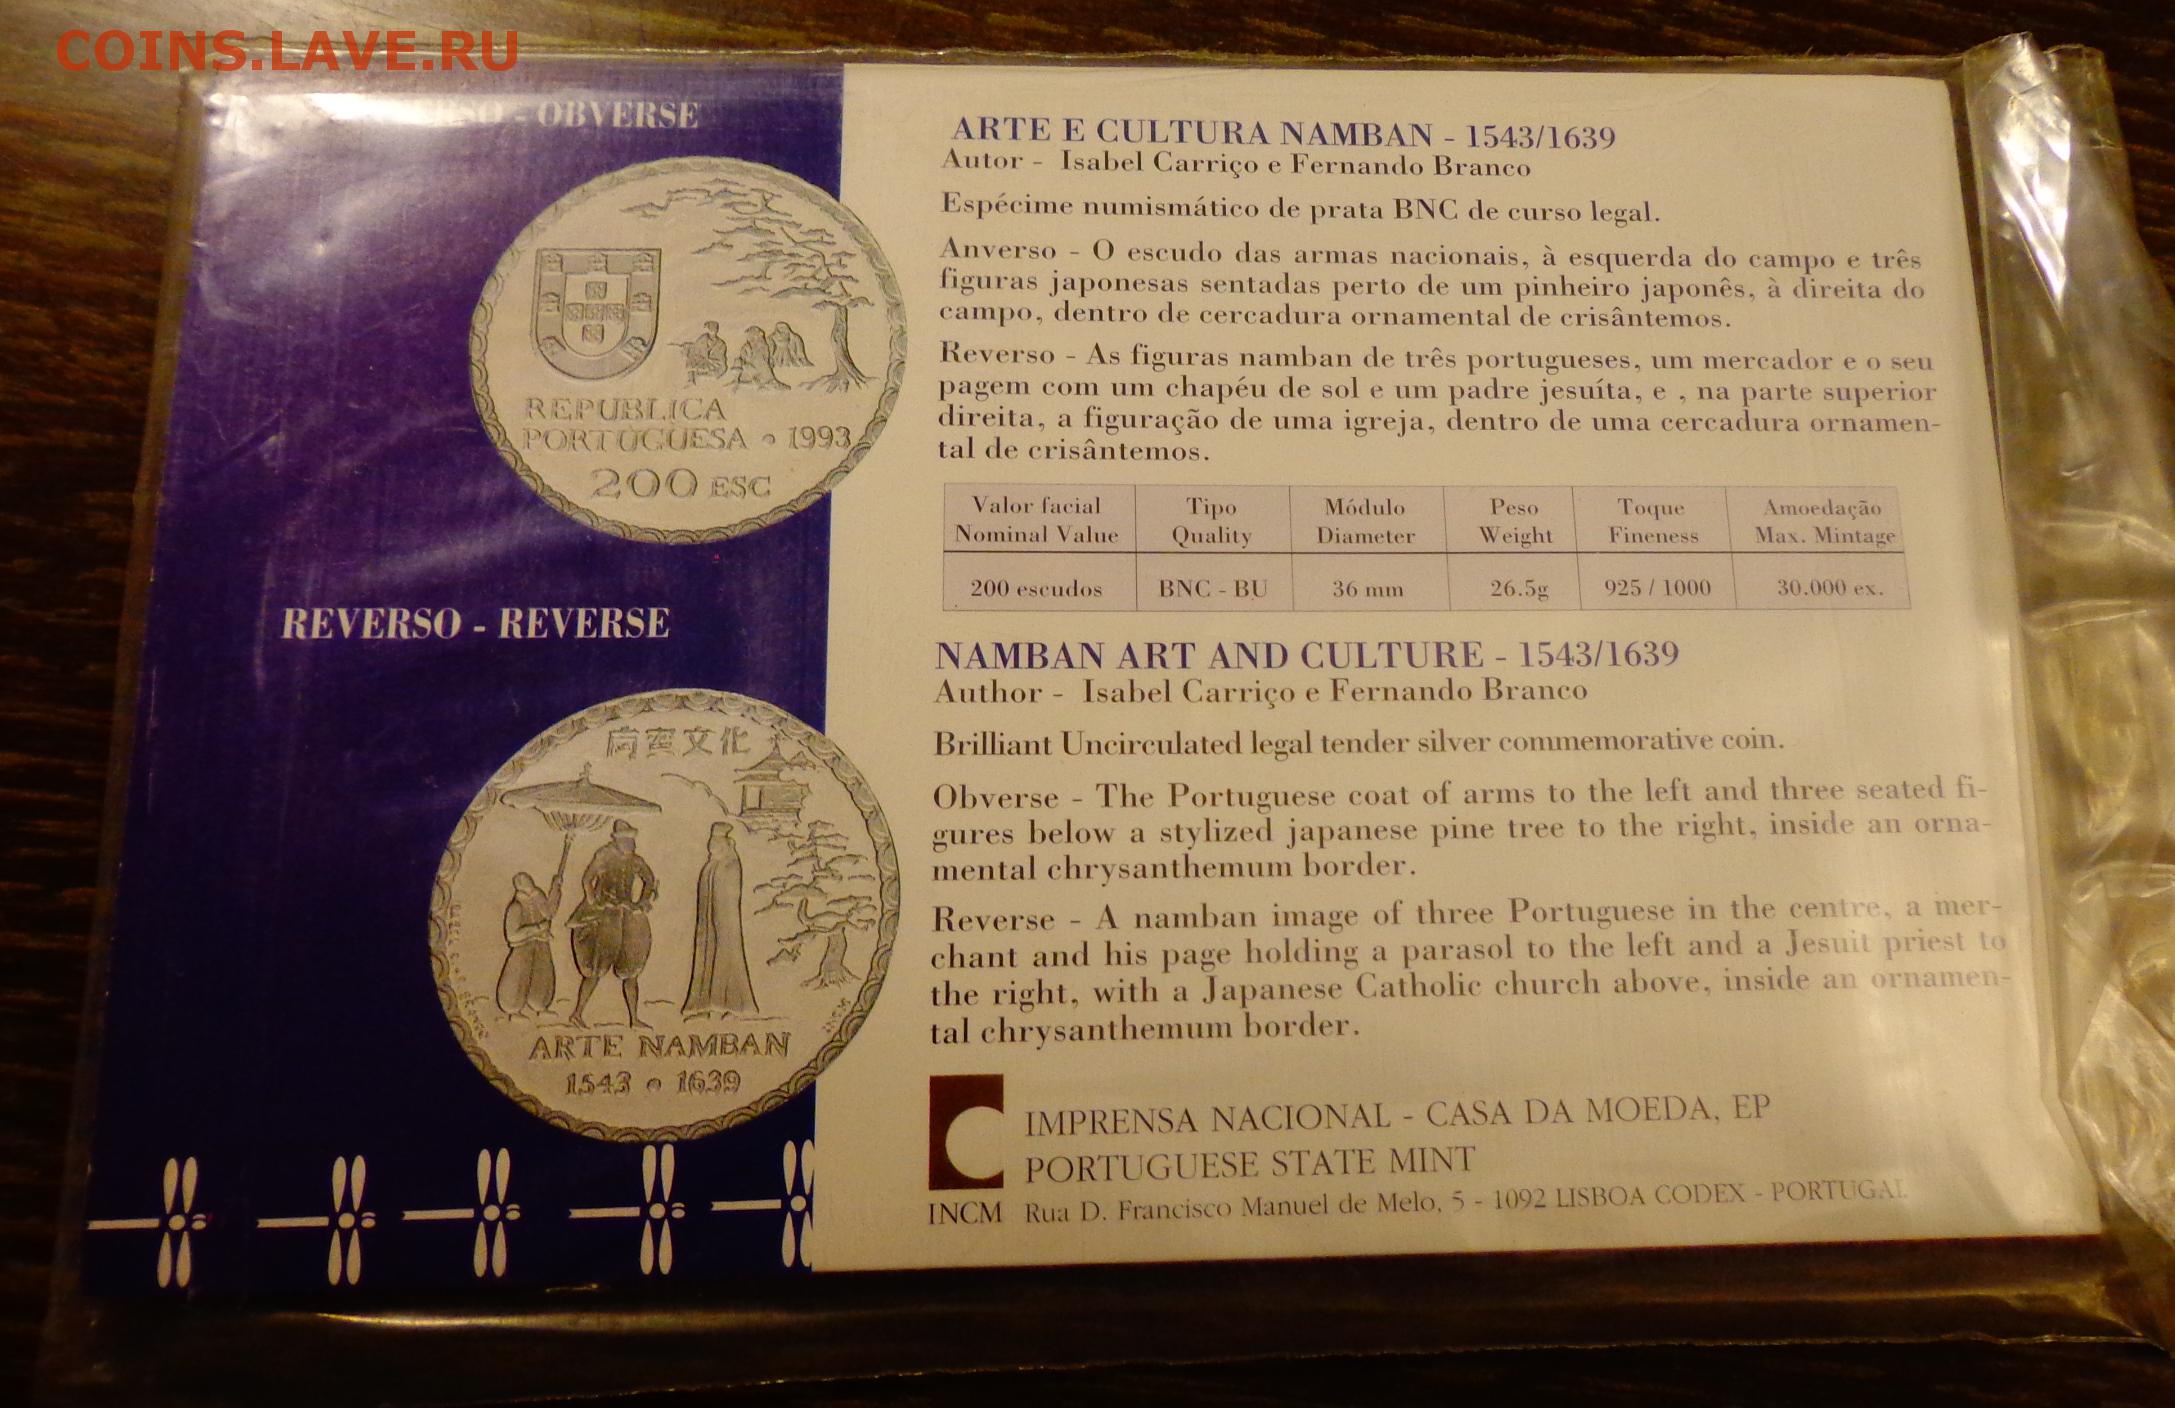 COINS.LAVE.RU
- OBVERSE
REPUBLICA
PORTUGUESA • 1993
200 ESC
REVERSO - REVERSE
南蛮文化
ARTE NAMBAN
1543 • 1639
INCM
ARTE E CULTURA NAMBAN - 1543/1639
Autor - Isabel Carriço e Fernando Branco
Espécime numismático de prata BNC de curso legal.
Anverso - O escudo das armas nacionais, à esquerda do campo e três
figuras japonesas sentadas perto de um pinheiro japonês, à direita do
campo, dentro de cercadura ornamental de crisântemos.
Reverso - As figuras namban de três portugueses, um mercador e o seu
pagem com um chapéu de sol e um padre jesuíta, e , na parte superior
direita, a figuração de uma igreja, dentro de uma cercadura ornamen-
tal de crisântemos.
Valor facial Tipo Módulo Peso Toque Amoedação
Nominal Value Quality Diameter Weight Fineness Max. Mintage
200 escudos BNC - BU 36 mm 26.5g 925 / 1000 30.000 ex.
NAMBAN ART AND CULTURE - 1543/1639
Author - Isabel Carriço e Fernando Branco
Brilliant Uncirculated legal tender silver commemorative coin.
Obverse - The Portuguese coat of arms to the left and three seated fi-
gures below a stylized japanese pine tree to the right, inside an orna-
mental chrysanthemum border.
Reverse - A namban image of three Portuguese in the centre, a mer-
chant and his page holding a parasol to the left and a Jesuit priest to
the right, with a Japanese Catholic church above, inside an ornamen-
tal chrysanthemum border.
IMPRENSA NACIONAL - CASA DA MOEDA, EP
PORTUGUESE STATE MINT
INCM Rua D. Francisco Manuel de Melo, 5 - 1092 LISBOA CODEX - PORTUGAL